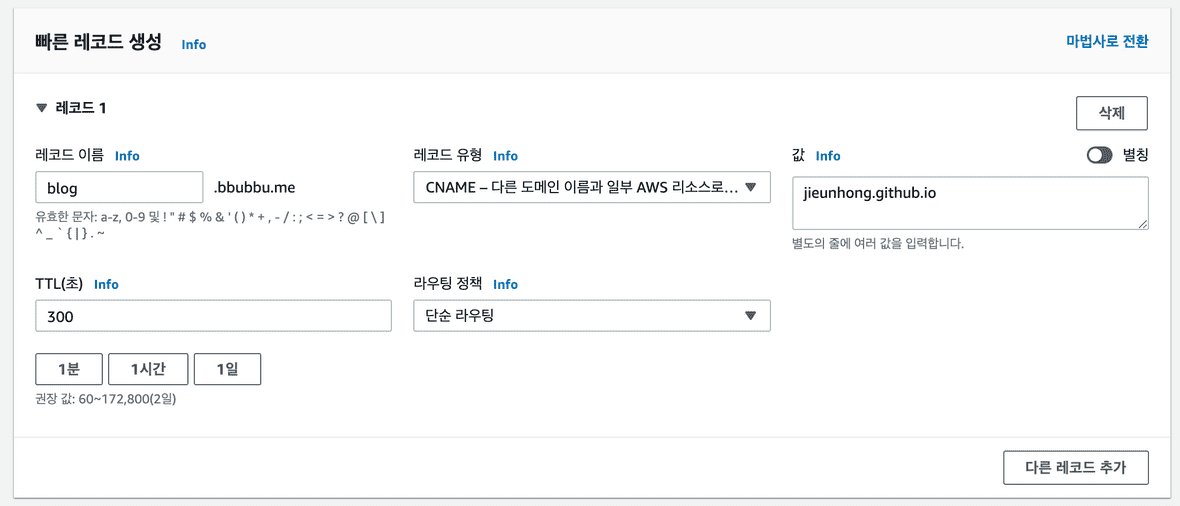 빠른 레코드 생성 Info
마법사로 전환
레코드 1
삭제
레코드 이름 Info
blog .bbubbu.me
유효한 문자: a-z, 0-9 및 ! " # $ % & ' ( ) * + , - / : ; < = > ? @ [ \ ]
^ _ ` { | } . ~
레코드 유형 Info
CNAME – 다른 도메인 이름과 일부 AWS 리소스로...
값 Info
별칭
jieunhong.github.io
별도의 줄에 여러 값을 입력합니다.
TTL(초) Info
300
1분 1시간 1일
권장 값: 60~172,800(2일)
라우팅 정책 Info
단순 라우팅
다른 레코드 추가